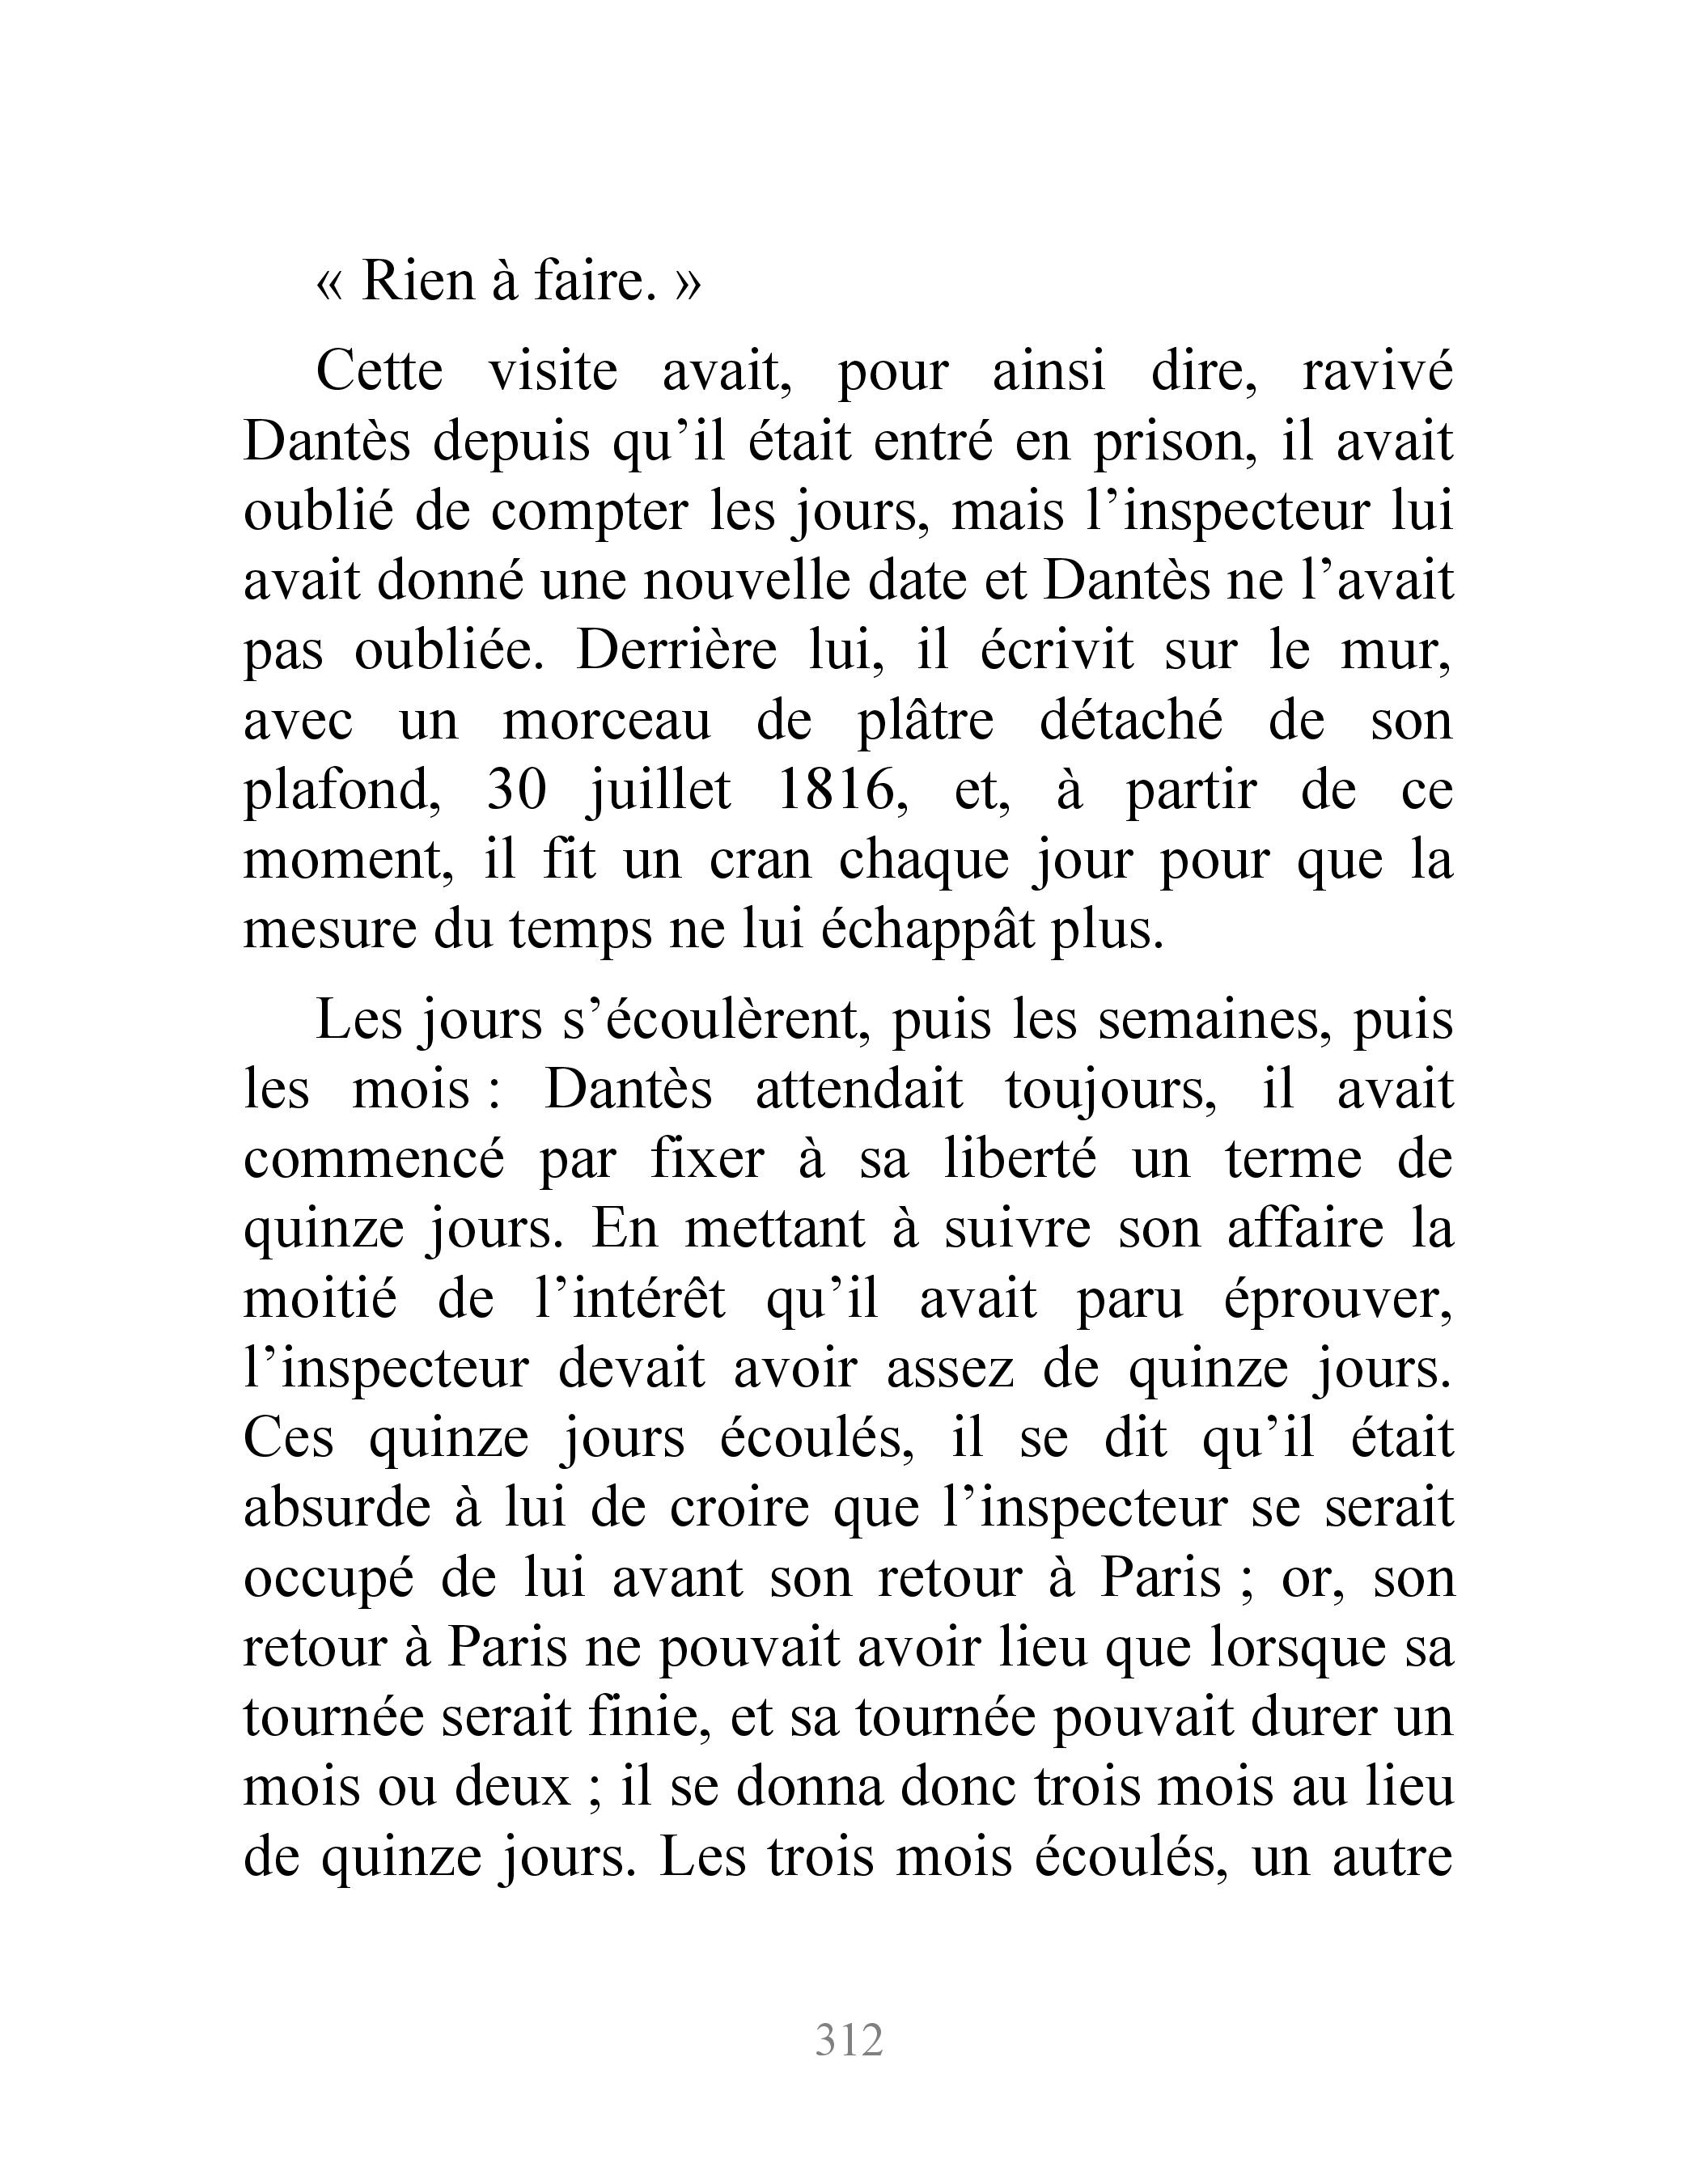 « Rien à faire. »
Cette visite avait, pour ainsi dire, ravivé
Dantès depuis qu’il était entré en prison, il avait
oublié de compter les jours, mais l’inspecteur lui
avait donné une nouvelle date et Dantès ne l’avait
pas oubliée. Derrière lui, il écrivit sur le mur,
avec un morceau de plâtre détaché de son
plafond, 30 juillet 1816, et, à partir de ce
moment, il fit un cran chaque jour pour que la
mesure du temps ne lui échappât plus.
Les jours s’écoulèrent, puis les semaines, puis
les mois : Dantès attendait toujours, il avait
commencé par fixer à sa liberté un terme de
quinze jours. En mettant à suivre son affaire la
moitié de l’intérêt qu’il avait paru éprouver,
l’inspecteur devait avoir assez de quinze jours.
Ces quinze jours écoulés, il se dit qu’il était
absurde à lui de croire que l’inspecteur se serait
occupé de lui avant son retour à Paris ; or, son
retour à Paris ne pouvait avoir lieu que lorsque sa
tournée serait finie, et sa tournée pouvait durer un
mois ou deux ; il se donna donc trois mois au lieu
de quinze jours. Les trois mois écoulés, un autre
312